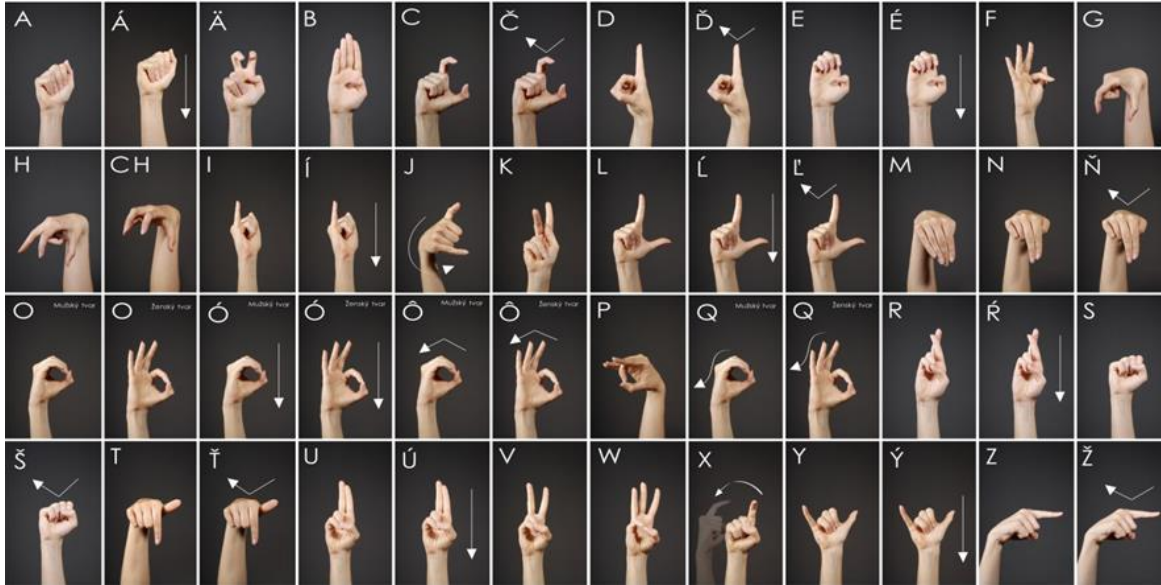 A Á Ä B C Č D Ď E É F G
H CH I Í J K L Ĺ Ľ M N Ň
O Mužský tvar O Ženský tvar Ó Mužský tvar Ó Ženský tvar Ô Mužský tvar Ô Ženský tvar P Q Mužský tvar Q Ženský tvar R Ŕ S
Š T Ť U Ú V W X Y Ý Z Ž